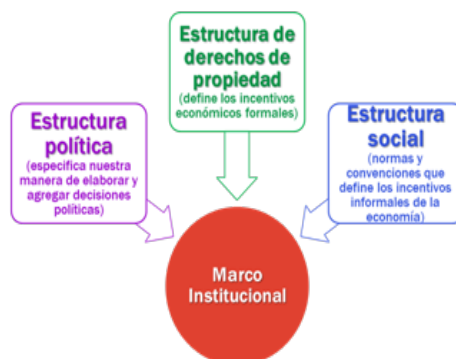 Estructura de
derechos de
propiedad
(define los incentivos
económicos formales)
Estructura
política
(especifica nuestra
manera de elaborar y
agregar decisiones
políticas)
Estructura
social
(normas y
convenciones que
define los incentivos
informales de la
economía)
Marco
Institucional